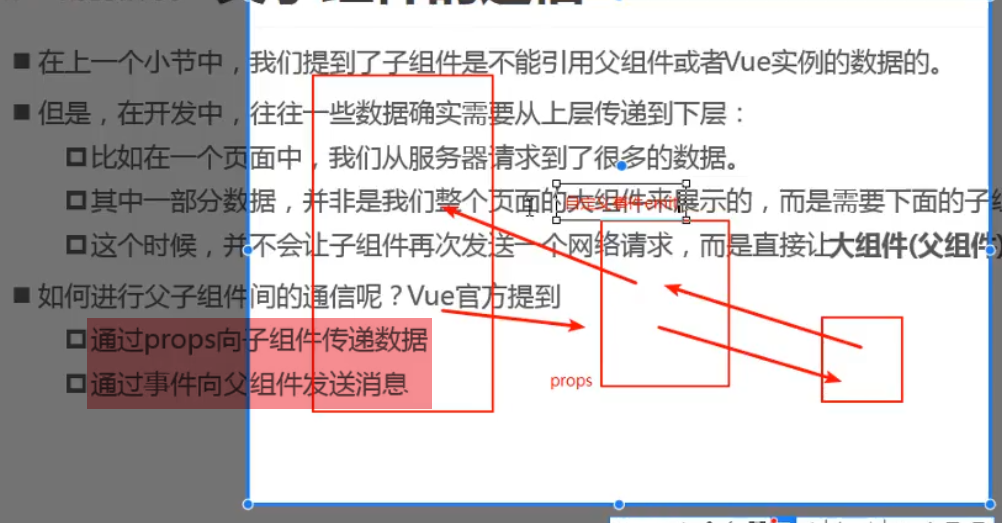 ■ 在上一个小节中，我们提到了子组件是不能引用父组件或者Vue实例的数据的。
■ 但是，在开发中，往往一些数据确实需要从上层传递到下层：
比如在一个页面中，我们从服务器请求到了很多的数据。
其中一部分数据，并非是我们整个页面的大组件来展示的，而是需要下面的子组
这个时候，并不会让子组件再次发送一个网络请求，而是直接让大组件(父组件)
■ 如何进行父子组件间的通信呢？Vue官方提到
通过props向子组件传递数据
通过事件向父组件发送消息
props